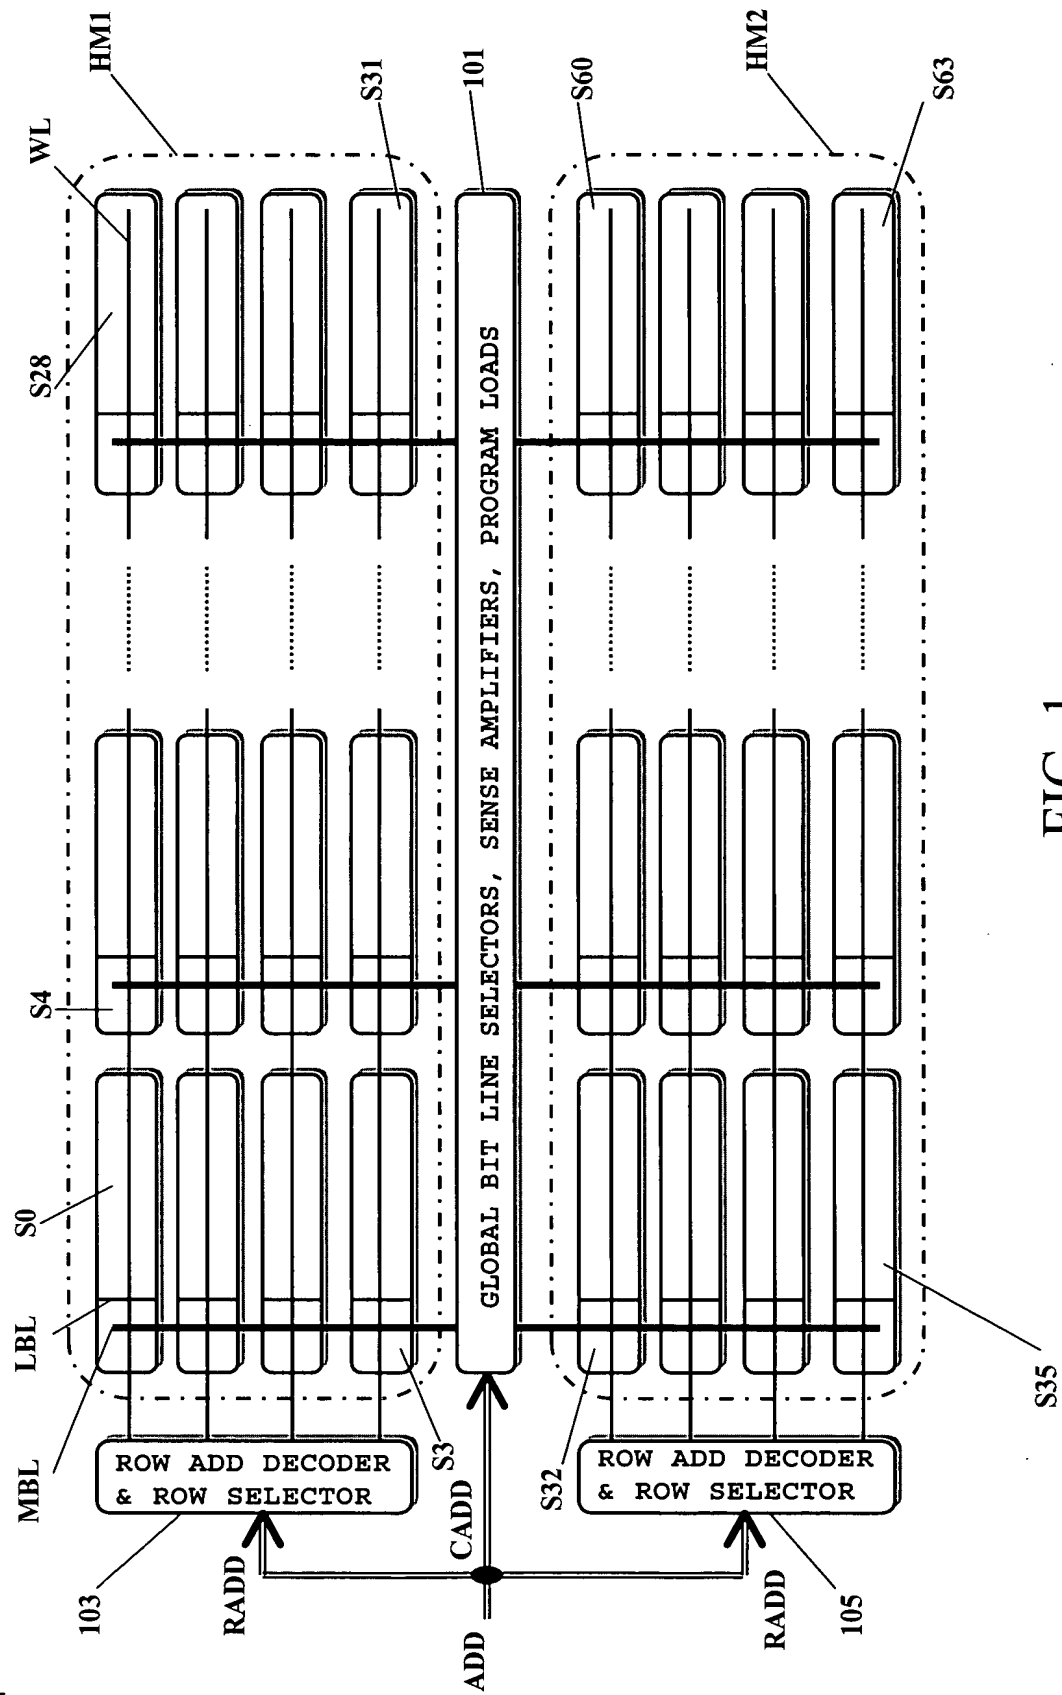 HM1
WL
S28
S31
101
S60
HM2
S63
S4
S0
LBL
MBL
S3
S32
S35
GLOBAL BIT LINE SELECTORS, SENSE AMPLIFIERS, PROGRAM LOADS
ROW ADD DECODER
& ROW SELECTOR
ROW ADD DECODER
& ROW SELECTOR
103
RADD
CADD
ADD
RADD
105
FIG. 1